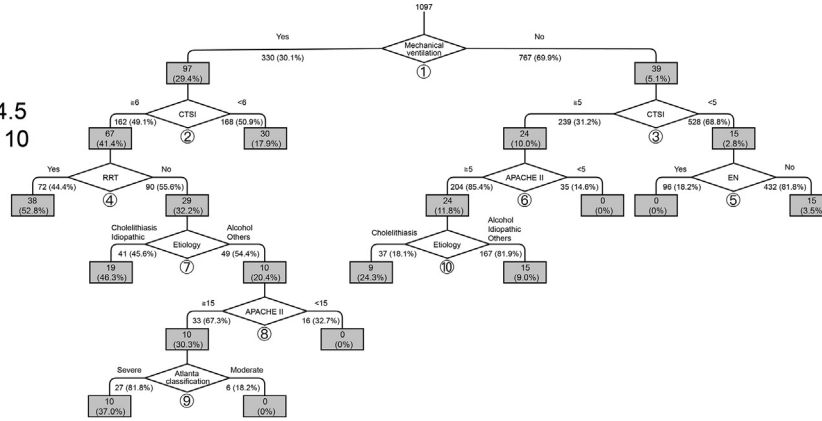 1097
Yes
No
Mechanical
ventilation
330 (30.1%)
767 (69.9%)
①
97
(29.4%)
39
(5.1%)
4.5
10
≧6
<6
CTSI
162 (49.1%)
168 (50.9%)
②
≧5
<5
CTSI
239 (31.2%)
528 (68.8%)
③
67
(41.4%)
30
(17.9%)
24
(10.0%)
15
(2.8%)
Yes
No
RRT
72 (44.4%)
90 (55.6%)
④
≧5
<5
APACHE II
204 (85.4%)
35 (14.6%)
⑥
Yes
No
EN
96 (18.2%)
432 (81.8%)
⑤
38
(52.8%)
29
(32.2%)
24
(11.8%)
0
(0%)
0
(0%)
15
(3.5%
Cholelithiasis
Idiopathic
Alcohol
Others
Etiology
41 (45.6%)
49 (54.4%)
⑦
Cholelithiasis
Alcohol
Idiopathic
Others
Etiology
37 (18.1%)
167 (81.9%)
⑩
19
(46.3%)
10
(20.4%)
9
(24.3%)
15
(9.0%)
≧15
<15
APACHE II
33 (67.3%)
16 (32.7%)
⑧
10
(30.3%)
0
(0%)
Severe
Moderate
Atlanta
classification
27 (81.8%)
6 (18.2%)
⑨
10
(37.0%)
0
(0%)